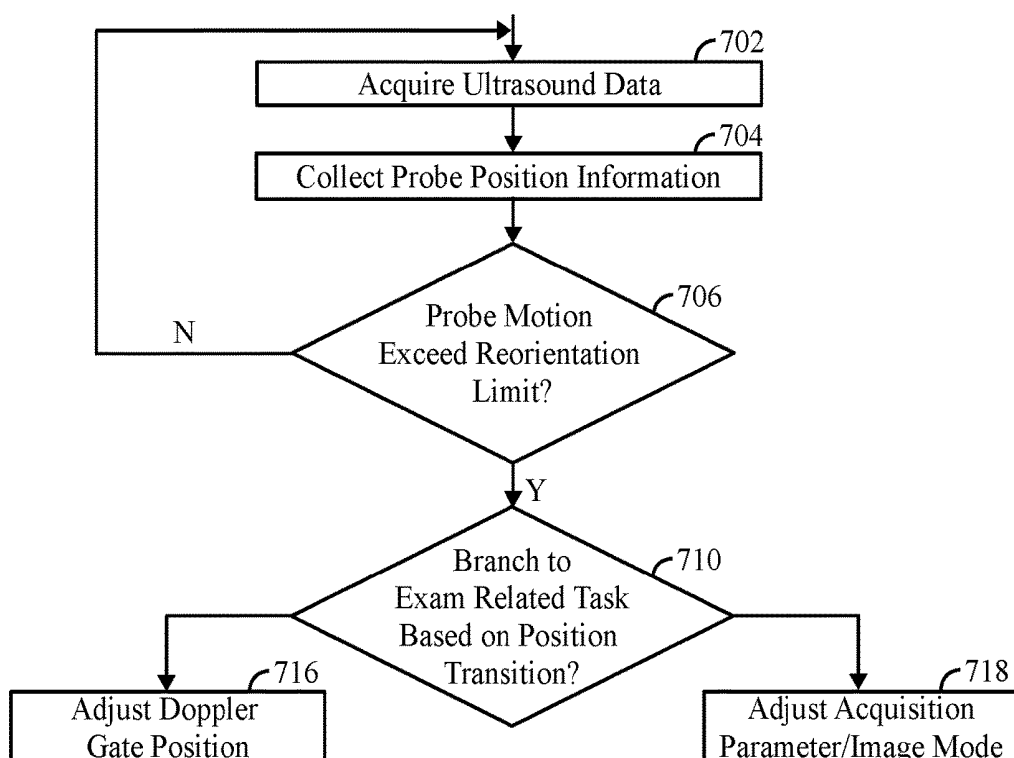 702
Acquire Ultrasound Data
704
Collect Probe Position Information
706
Probe Motion
Exceed Reorientation
Limit?
N
Y
710
Branch to
Exam Related Task
Based on Position
Transition?
716
Adjust Doppler
Gate Position
718
Adjust Acquisition
Parameter/Image Mode